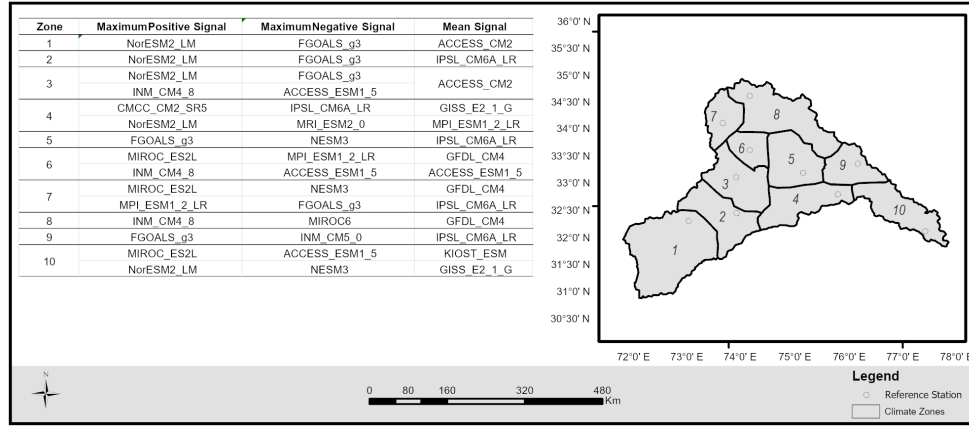 Zone MaximumPositive Signal MaximumNegative Signal Mean Signal
1 NorESM2_LM FGOALS_g3 ACCESS_CM2
2 NorESM2_LM FGOALS_g3 IPSL_CM6A_LR
3 NorESM2_LM FGOALS_g3 ACCESS_CM2
INM_CM4_8 ACCESS_ESM1_5
4 CMCC_CM2_SR5 IPSL_CM6A_LR GISS_E2_1_G
NorESM2_LM MRI_ESM2_0 MPI_ESM1_2_LR
5 FGOALS_g3 NESM3 IPSL_CM6A_LR
6 MIROC_ES2L MPI_ESM1_2_LR GFDL_CM4
INM_CM4_8 ACCESS_ESM1_5 ACCESS_ESM1_5
7 MIROC_ES2L NESM3 GFDL_CM4
MPI_ESM1_2_LR FGOALS_g3 IPSL_CM6A_LR
8 INM_CM4_8 MIROC6 GFDL_CM4
9 FGOALS_g3 INM_CM5_0 IPSL_CM6A_LR
10 MIROC_ES2L ACCESS_ESM1_5 KIOST_ESM
NorESM2_LM NESM3 GISS_E2_1_G
36°0' N
35°30' N
35°0' N
34°30' N
34°0' N
33°30' N
33°0' N
32°30' N
32°0' N
31°30' N
31°0' N
30°30' N
7
8
6
5
9
3
4
10
2
1
72°0' E 73°0' E 74°0' E 75°0' E 76°0' E 77°0' E 78°0' E
N
0 80 160 320 480
Km
Legend
Reference Station
Climate Zones